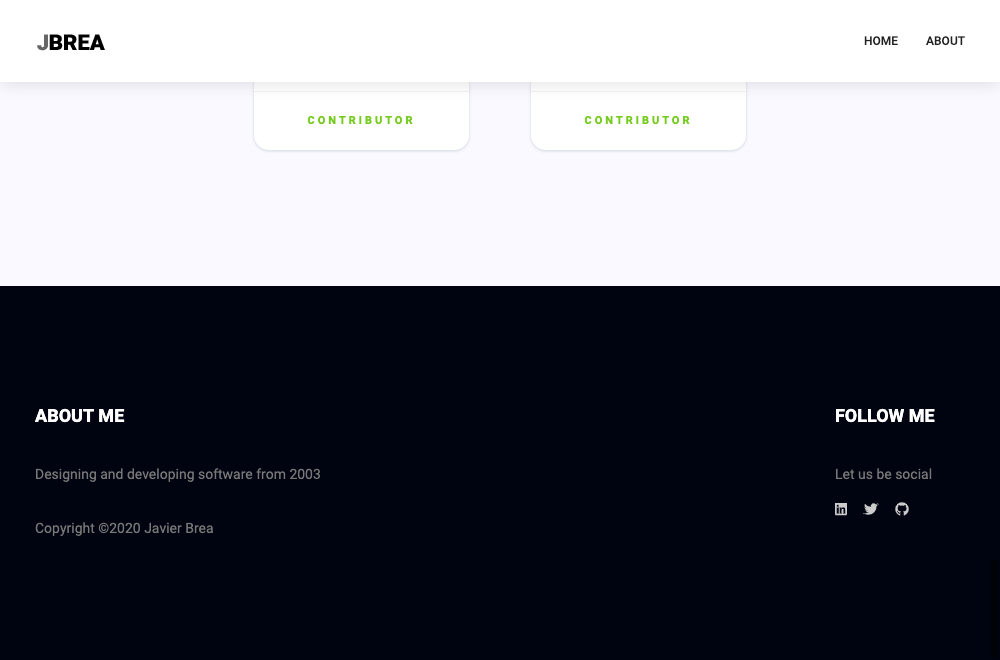 JBREA
HOME
ABOUT
CONTRIBUTOR
CONTRIBUTOR
ABOUT ME
FOLLOW ME
Designing and developing software from 2003
Let us be social
Copyright ©2020 Javier Brea